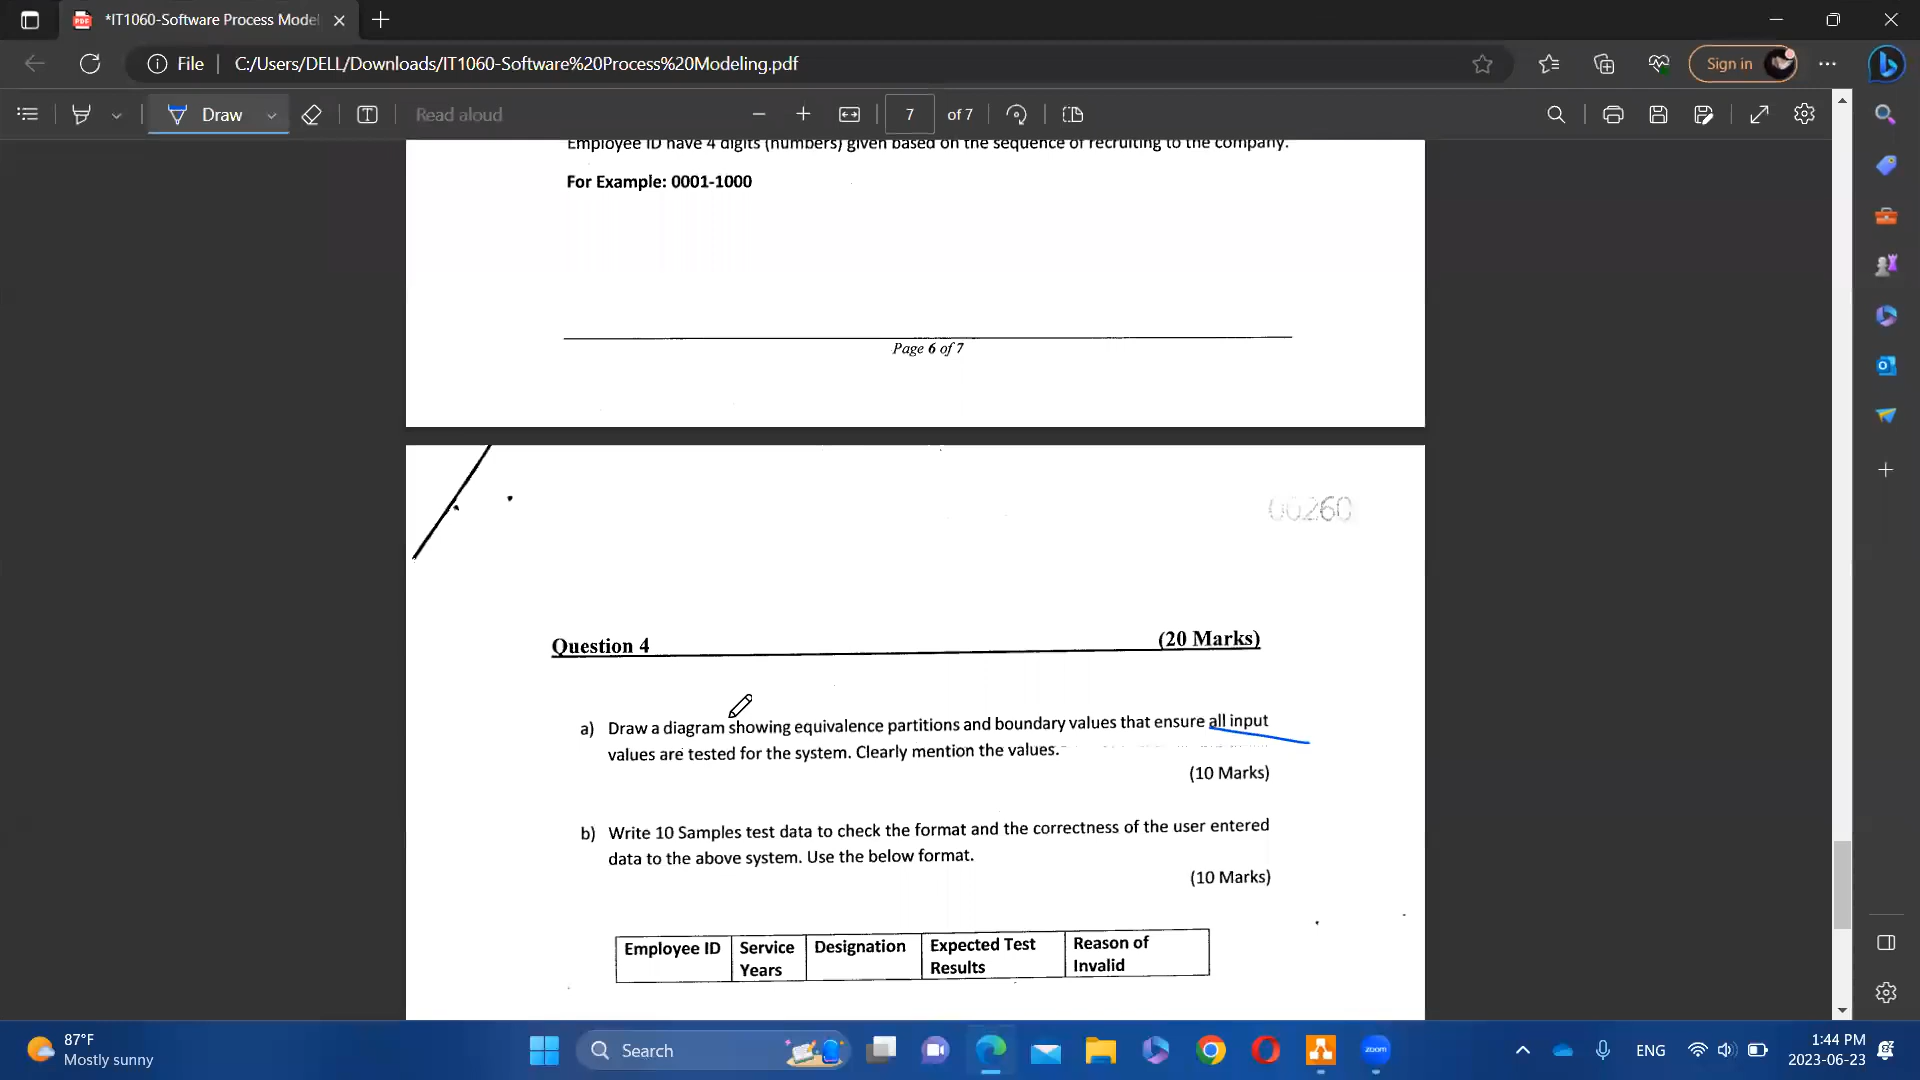 *IT1060-Software Process Model
File
C:/Users/DELL/Downloads/IT1060-Software%20Process%20Modeling.pdf
Sign in
Draw
Read aloud
7
of 7
Employee ID have 4 digits (numbers) given based on the sequence of recruiting to the company.
For Example: 0001-1000
Page 6 of 7
00260
Question 4
(20 Marks)
a) Draw a diagram showing equivalence partitions and boundary values that ensure all input
values are tested for the system. Clearly mention the values.
(10 Marks)
b) Write 10 Samples test data to check the format and the correctness of the user entered
data to the above system. Use the below format.
(10 Marks)
Employee ID
Service
Years
Designation
Expected Test
Results
Reason of
Invalid
87°F
Mostly sunny
Search
zoom
ENG
1:44 PM
2023-06-23